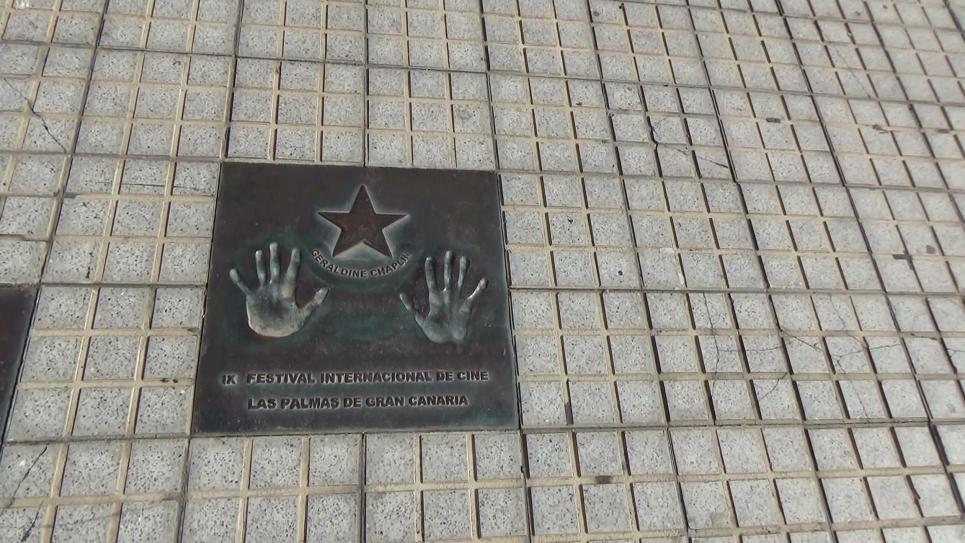 GERALDINE CHAPLIN
IX FESTIVAL INTERNACIONAL DE CINE
LAS PALMAS DE GRAN CANARIA